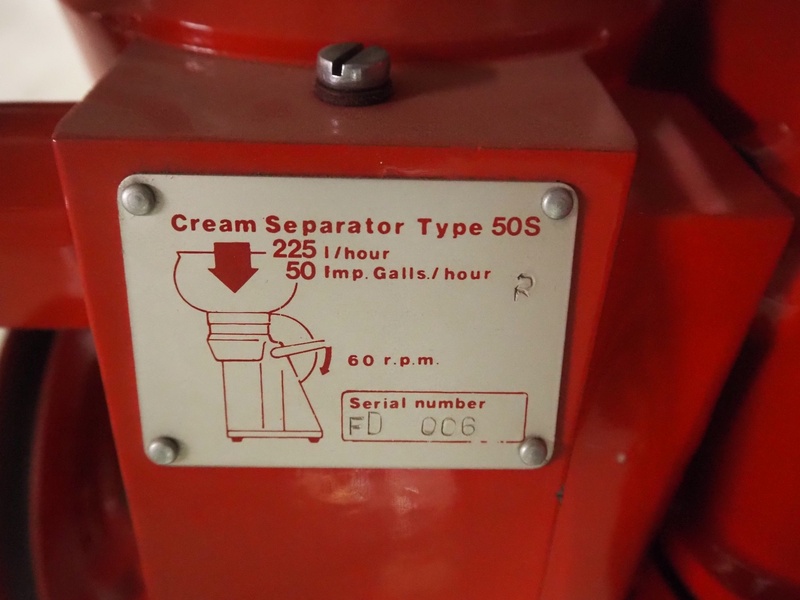 Cream Separator Type 50S
225 l/hour
50 Imp. Galls./hour
R
60 r.p.m.
Serial number
FD 006